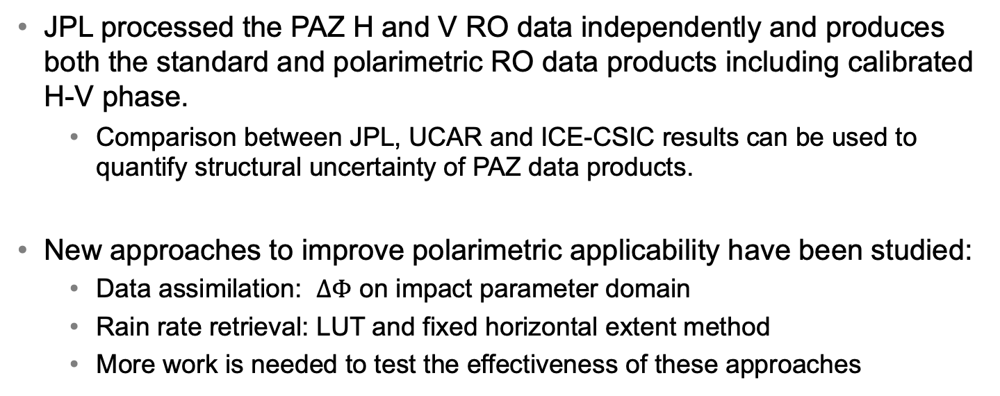 • JPL processed the PAZ H and V RO data independently and produces
both the standard and polarimetric RO data products including calibrated
H-V phase.
• Comparison between JPL, UCAR and ICE-CSIC results can be used to
quantify structural uncertainty of PAZ data products.
• New approaches to improve polarimetric applicability have been studied:
• Data assimilation: ΔΦ on impact parameter domain
• Rain rate retrieval: LUT and fixed horizontal extent method
• More work is needed to test the effectiveness of these approaches